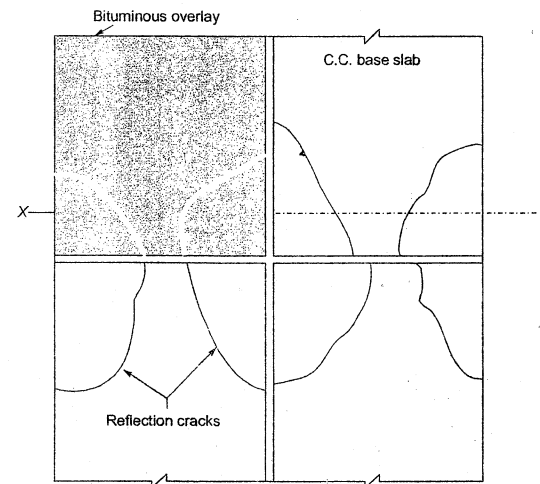 Bituminous overlay
C.C. base slab
X
Reflection cracks